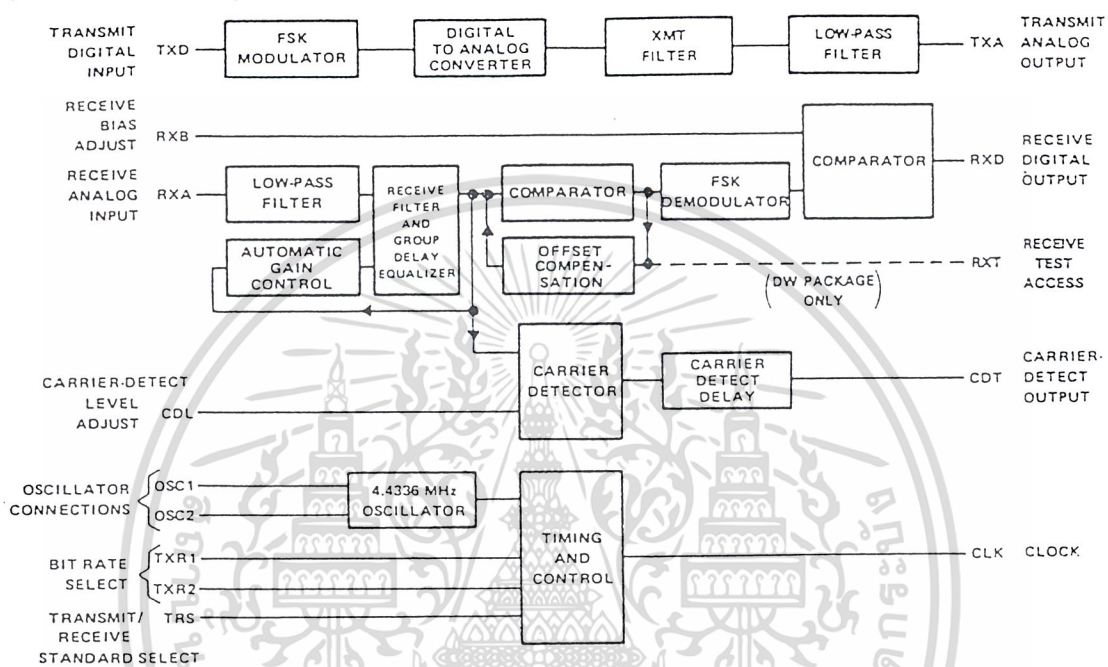 TRANSMIT
DIGITAL
INPUT
TXD
FSK
MODULATOR
DIGITAL
TO ANALOG
CONVERTER
XMT
FILTER
LOW-PASS
FILTER
TXA
TRANSMIT
ANALOG
OUTPUT
RECEIVE
BIAS
ADJUST
RXB
COMPARATOR
RXD
RECEIVE
DIGITAL
OUTPUT
RECEIVE
ANALOG
INPUT
RXA
LOW-PASS
FILTER
RECEIVE
FILTER
AND
GROUP
DELAY
EQUALIZER
COMPARATOR
FSK
DEMODULATOR
AUTOMATIC
GAIN
CONTROL
OFFSET
COMPEN-
SATION
(DW PACKAGE
ONLY)
RXT
RECEIVE
TEST
ACCESS
CARRIER-DETECT
LEVEL
ADJUST
CDL
CARRIER
DETECTOR
CARRIER
DETECT
DELAY
CDT
CARRIER-
DETECT
OUTPUT
OSCILLATOR
CONNECTIONS
OSC1
OSC2
4.4336 MHz
OSCILLATOR
TIMING
AND
CONTROL
CLK
CLOCK
BIT RATE
SELECT
TXR1
TXR2
TRANSMIT/
RECEIVE
STANDARD SELECT
TRS